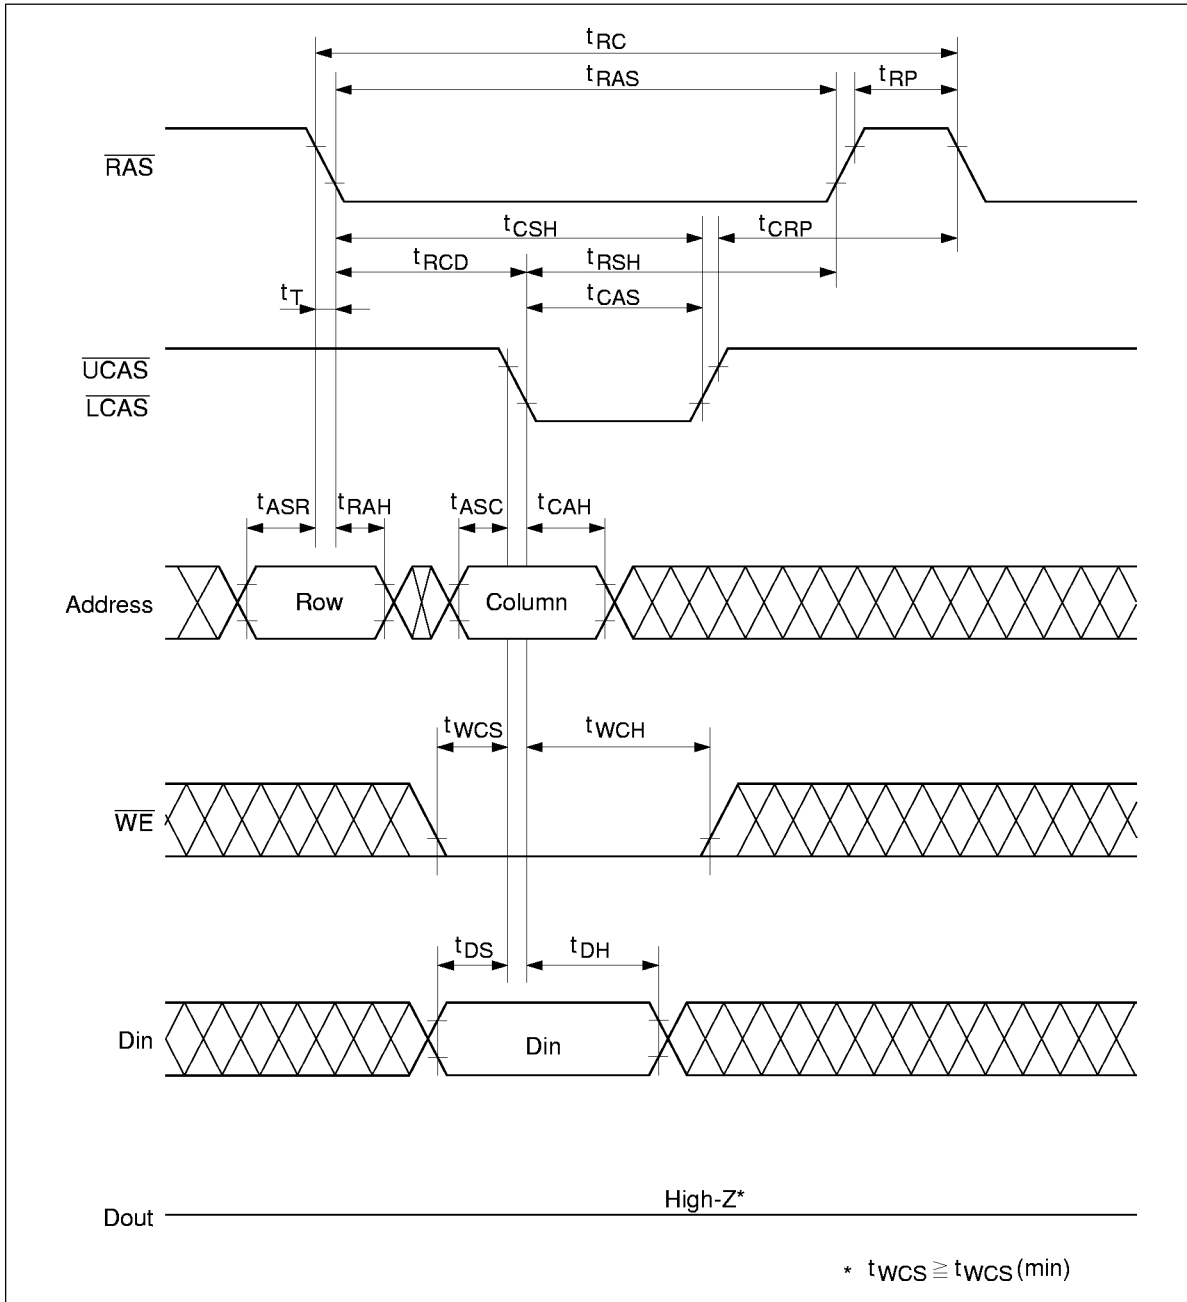 tRC
tRAS
tRP
RAS
tCSH
tCRP
tRCD
tRSH
tT
tCAS
UCAS
LCAS
tASR
tRAH
tASC
tCAH
Address
Row
Column
tWCS
tWCH
WE
tDS
tDH
Din
Din
High-Z*
Dout
* tWCS ≧ tWCS(min)